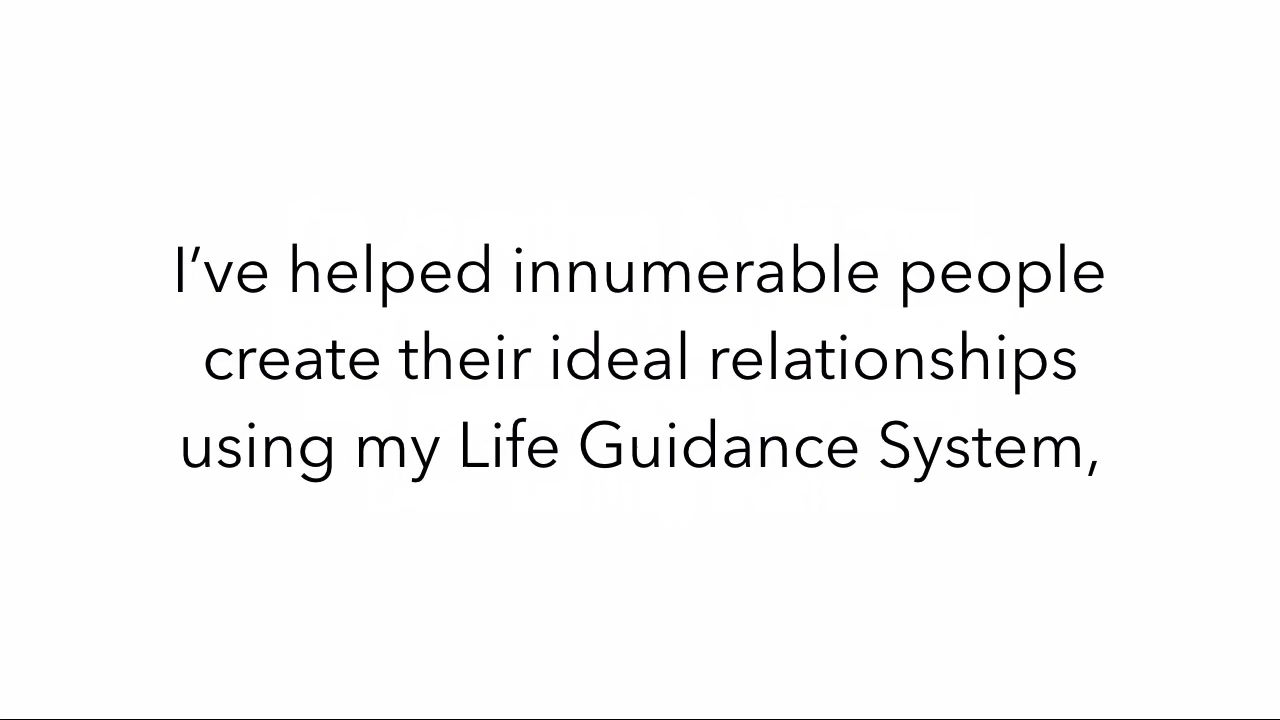 I’ve helped innumerable people
create their ideal relationships
using my Life Guidance System,